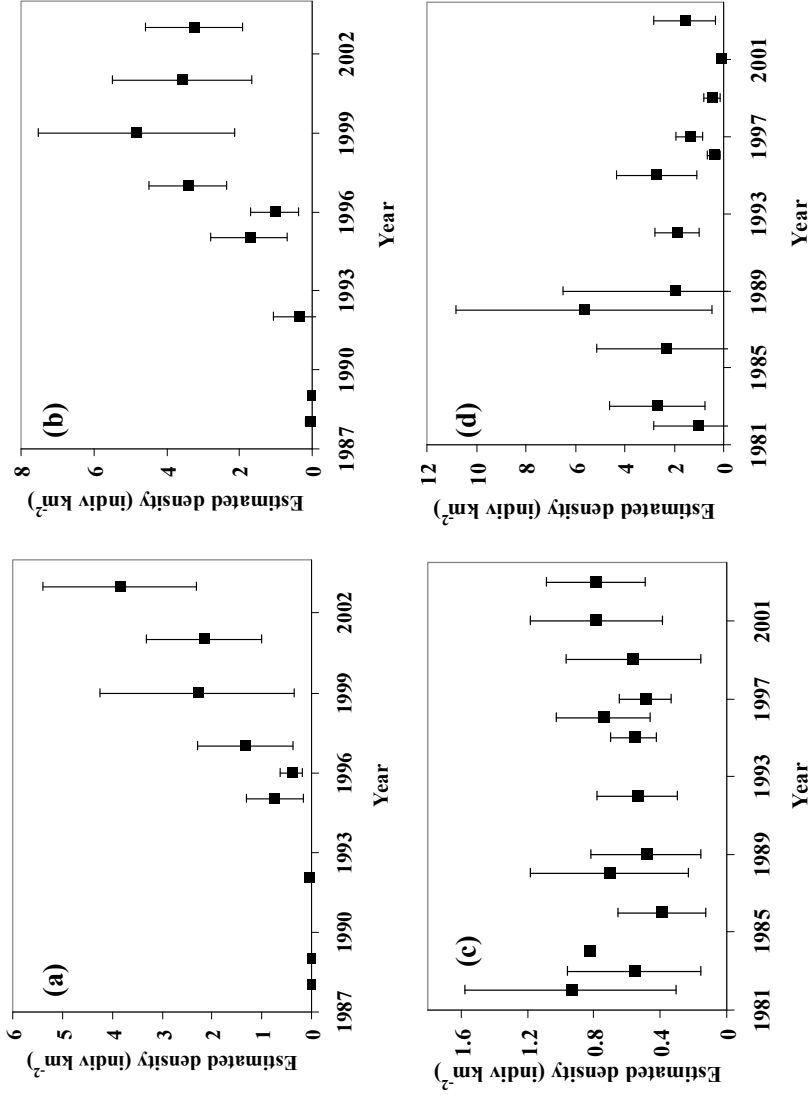 (a)
Estimated density (indiv km⁻²)
6
5
4
3
2
1
0
1987 1990 1993 1996 1999 2002
Year
(b)
Estimated density (indiv km⁻²)
8
6
4
2
0
1987 1990 1993 1996 1999 2002
Year
(c)
Estimated density (indiv km⁻²)
1.6
1.2
0.8
0.4
0
1981 1985 1989 1993 1997 2001
Year
(d)
Estimated density (indiv km⁻²)
12
10
8
6
4
2
0
1981 1985 1989 1993 1997 2001
Year